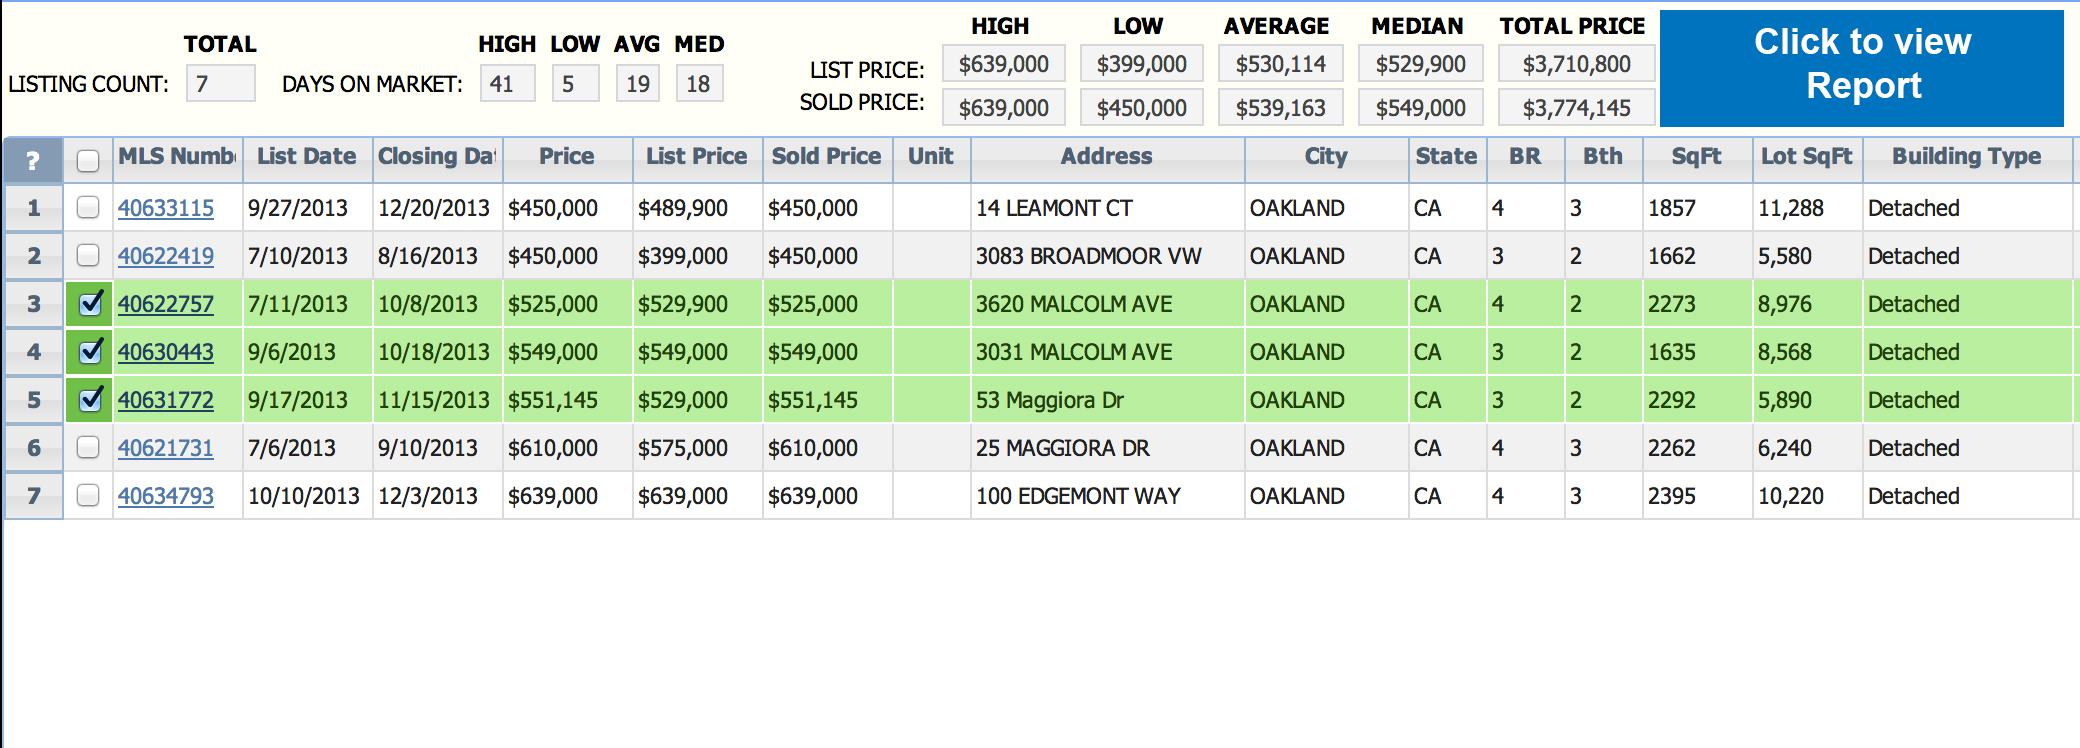 TOTAL HIGH LOW AVG MED HIGH LOW AVERAGE MEDIAN TOTAL PRICE
LISTING COUNT: 7 DAYS ON MARKET: 41 5 19 18
LIST PRICE: $639,000 $399,000 $530,114 $529,900 $3,710,800
SOLD PRICE: $639,000 $450,000 $539,163 $549,000 $3,774,145
Click to view
Report
? MLS Numb List Date Closing Dat Price List Price Sold Price Unit Address City State BR Bth SqFt Lot SqFt Building Type
1 40633115 9/27/2013 12/20/2013 $450,000 $489,900 $450,000 14 LEAMONT CT OAKLAND CA 4 3 1857 11,288 Detached
2 40622419 7/10/2013 8/16/2013 $450,000 $399,000 $450,000 3083 BROADMOOR VW OAKLAND CA 3 2 1662 5,580 Detached
3 40622757 7/11/2013 10/8/2013 $525,000 $529,900 $525,000 3620 MALCOLM AVE OAKLAND CA 4 2 2273 8,976 Detached
4 40630443 9/6/2013 10/18/2013 $549,000 $549,000 $549,000 3031 MALCOLM AVE OAKLAND CA 3 2 1635 8,568 Detached
5 40631772 9/17/2013 11/15/2013 $551,145 $529,000 $551,145 53 Maggiora Dr OAKLAND CA 3 2 2292 5,890 Detached
6 40621731 7/6/2013 9/10/2013 $610,000 $575,000 $610,000 25 MAGGIORA DR OAKLAND CA 4 3 2262 6,240 Detached
7 40634793 10/10/2013 12/3/2013 $639,000 $639,000 $639,000 100 EDGEMONT WAY OAKLAND CA 4 3 2395 10,220 Detached